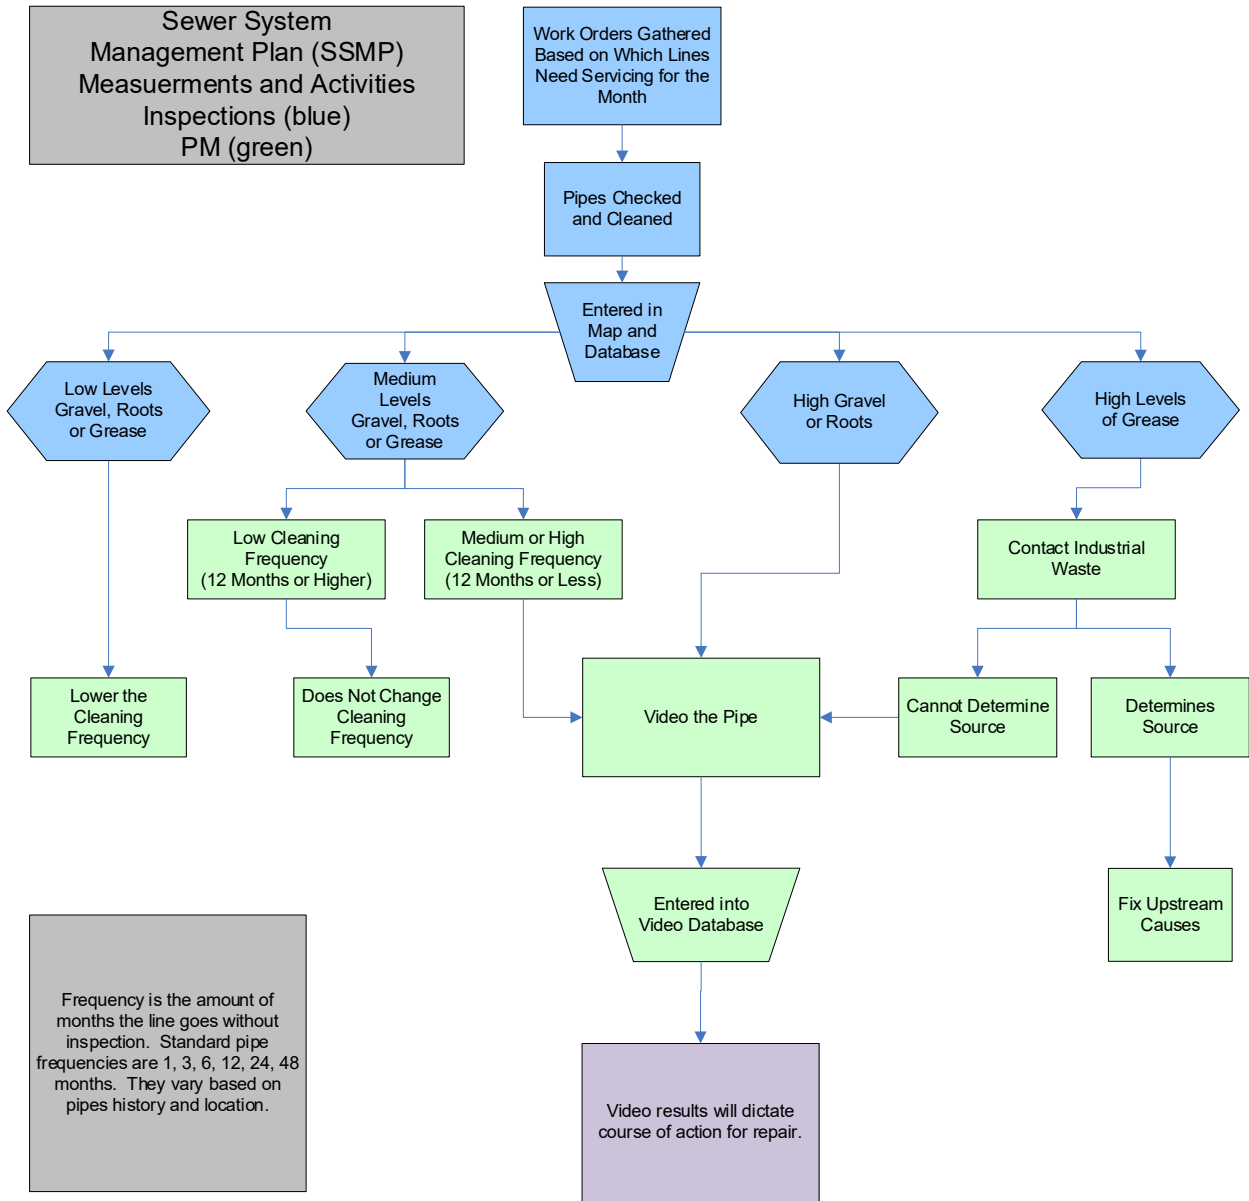 Sewer System
Management Plan (SSMP)
Measuerments and Activities
Inspections (blue)
PM (green)
Work Orders Gathered
Based on Which Lines
Need Servicing for the
Month
Pipes Checked
and Cleaned
Entered in
Map and
Database
Low Levels
Gravel, Roots
or Grease
Medium
Levels
Gravel, Roots
or Grease
High Gravel
or Roots
High Levels
of Grease
Low Cleaning
Frequency
(12 Months or Higher)
Medium or High
Cleaning Frequency
(12 Months or Less)
Contact Industrial
Waste
Lower the
Cleaning
Frequency
Does Not Change
Cleaning
Frequency
Video the Pipe
Cannot Determine
Source
Determines
Source
Entered into
Video Database
Fix Upstream
Causes
Frequency is the amount of
months the line goes without
inspection.  Standard pipe
frequencies are 1, 3, 6, 12, 24, 48
months.  They vary based on
pipes history and location.
Video results will dictate
course of action for repair.